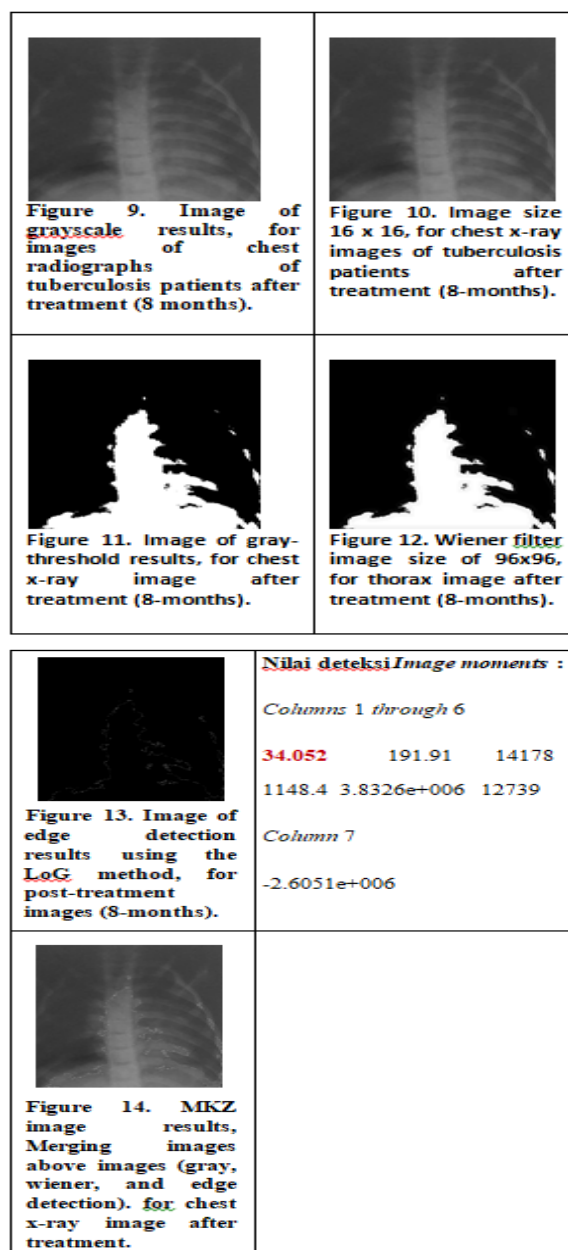 Figure 9. Image of
grayscale results, for
images of chest
radiographs of
tuberculosis patients after
treatment (8 months).
Figure 10. Image size
16 x 16, for chest x-ray
images of tuberculosis
patients after
treatment (8-months).
Figure 11. Image of gray-
threshold results, for chest
x-ray image after
treatment (8-months).
Figure 12. Wiener filter
image size of 96x96,
for thorax image after
treatment (8-months).
Figure 13. Image of
edge detection
results using the
LoG method, for
post-treatment
images (8-months).
Nilai deteksi Image moments :
Columns 1 through 6
34.052 191.91 14178
1148.4 3.8326e+006 12739
Column 7
-2.6051e+006
Figure 14. MKZ
image results,
Merging images
above images (gray,
wiener, and edge
detection). for chest
x-ray image after
treatment.